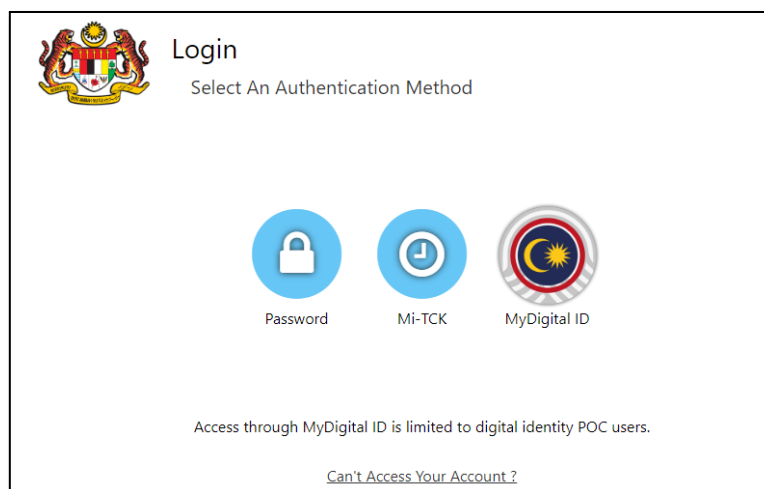 Login
Select An Authentication Method
Password
Mi-TCK
MyDigital ID
Access through MyDigital ID is limited to digital identity POC users.
Can't Access Your Account ?